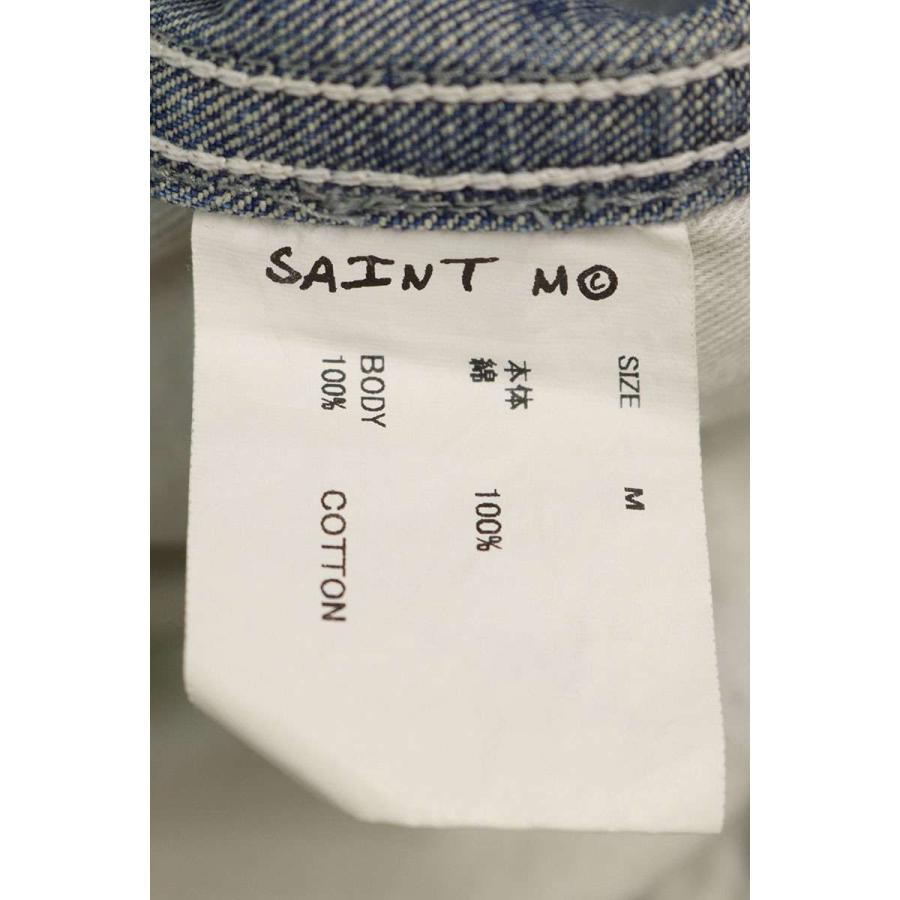 SAINT M©
SIZE M
本体
綿 100%
BODY
100% COTTON